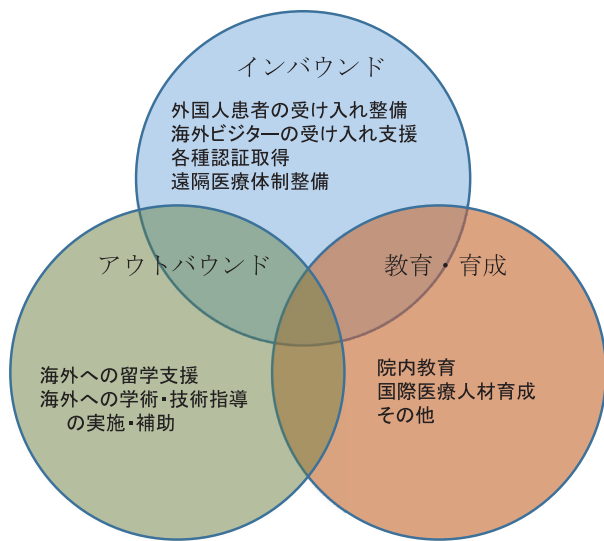 インバウンド
外国人患者の受け入れ整備
海外ビジターの受け入れ支援
各種認証取得
遠隔医療体制整備
アウトバウンド
海外への留学支援
海外への学術・技術指導
の実施・補助
教育・育成
院内教育
国際医療人材育成
その他